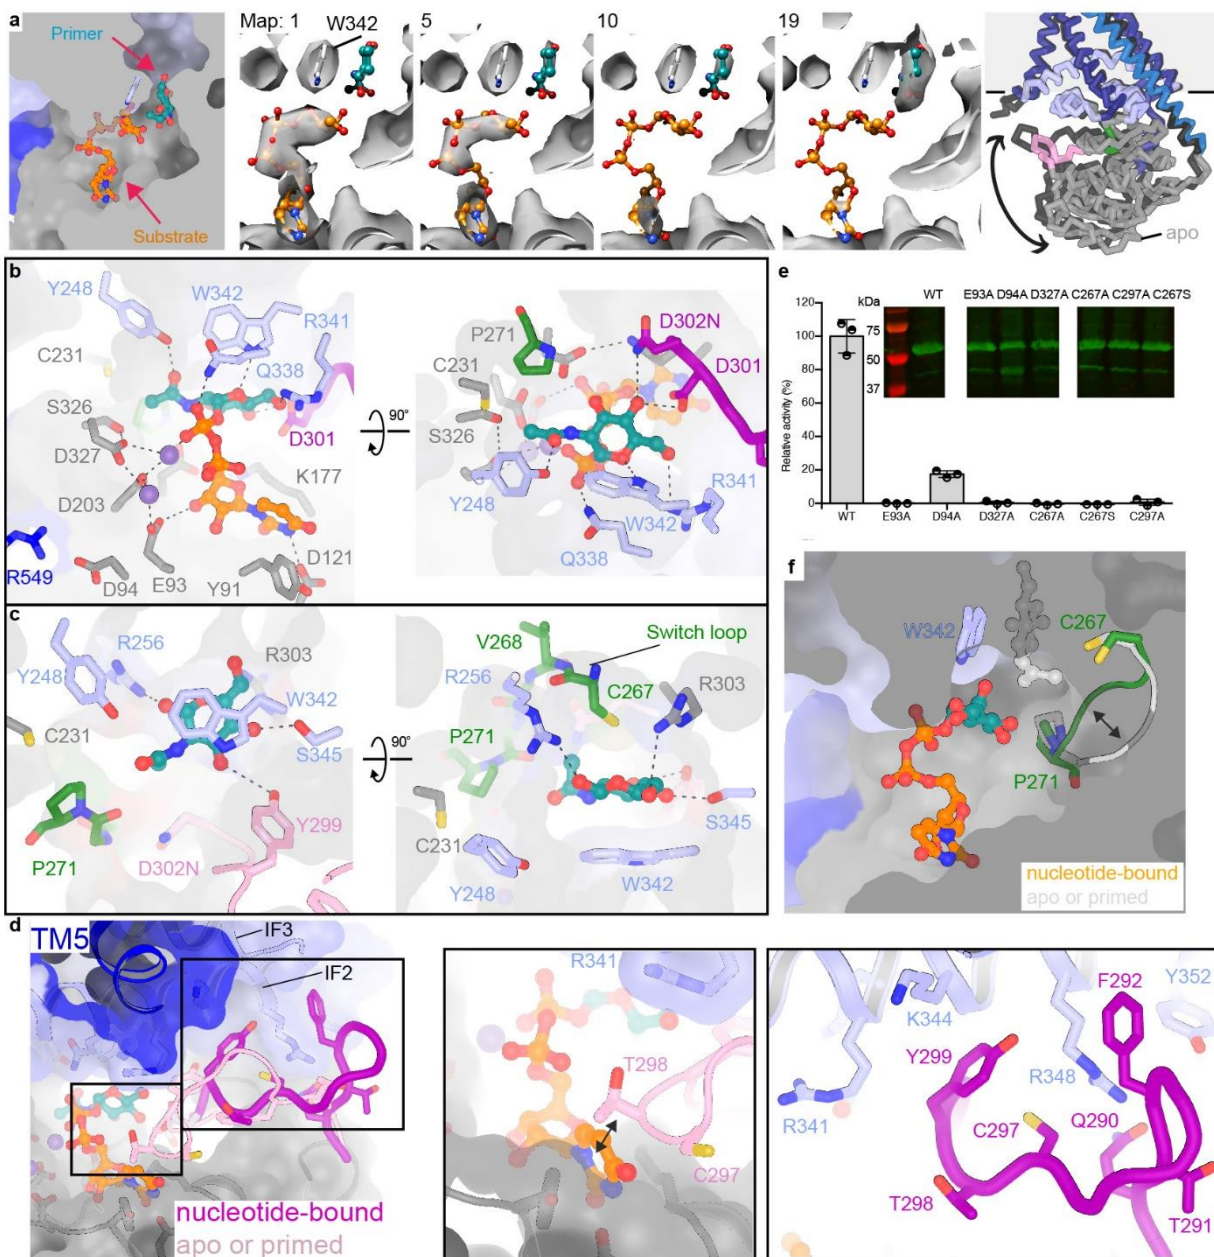 a
Primer
Substrate
Map: 1
W342
5
10
19
apo
b
Y248
W342
R341
C231
Q338
S326
D327
D301
D203
K177
R549
D94
E93
Y91
D121
90°
P271
D302N
C231
D301
S326
Y248
R341
W342
Q338
e
WT
E93A D94A D327A
C267A C297A C267S
kDa
75
50
37
Relative activity (%)
120
100
80
60
40
20
0
WT
E93A
D94A
D327A
C267A
C267S
C297A
c
R256
R303
Y248
W342
C231
S345
P271
Y299
D302N
90°
V268
Switch loop
R256
C267
R303
P271
C231
S345
Y248
W342
f
W342
C267
P271
nucleotide-bound
apo or primed
d
TM5
IF3
IF2
nucleotide-bound
apo or primed
R341
T298
C297
F292
Y352
K344
Y299
R348
R341
C297
Q290
T298
T291